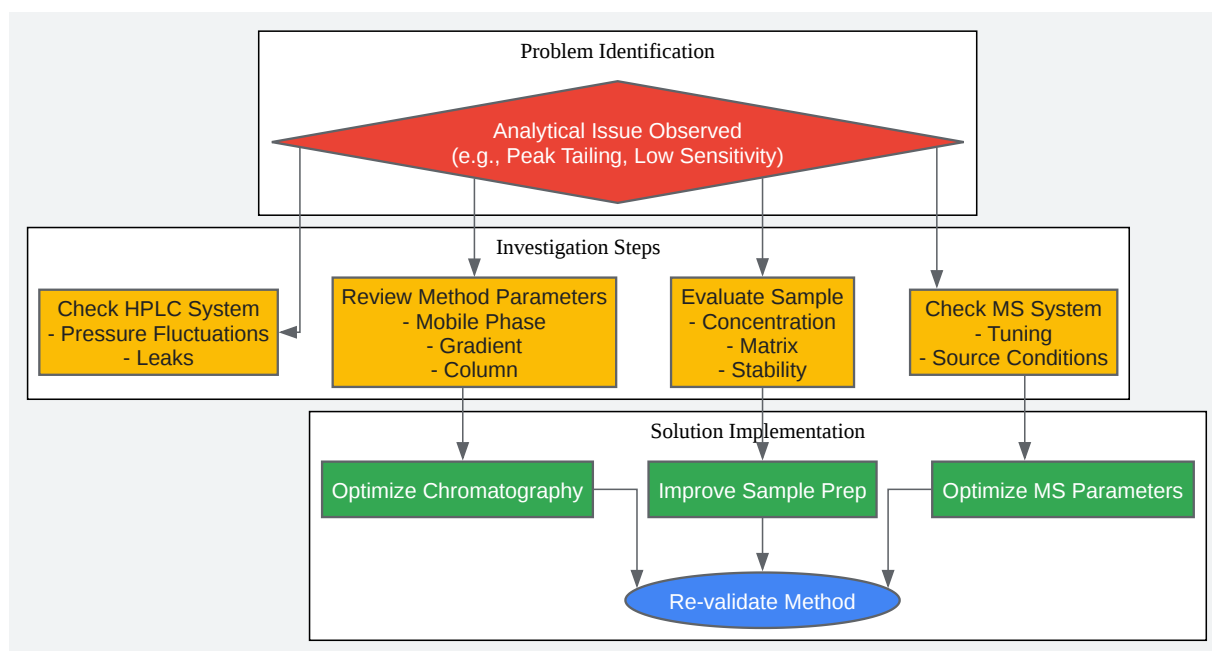 Problem Identification
Analytical Issue Observed
(e.g., Peak Tailing, Low Sensitivity)
Investigation Steps
Check HPLC System
- Pressure Fluctuations
- Leaks
Review Method Parameters
- Mobile Phase
- Gradient
- Column
Evaluate Sample
- Concentration
- Matrix
- Stability
Check MS System
- Tuning
- Source Conditions
Solution Implementation
Optimize Chromatography
Improve Sample Prep
Optimize MS Parameters
Re-validate Method